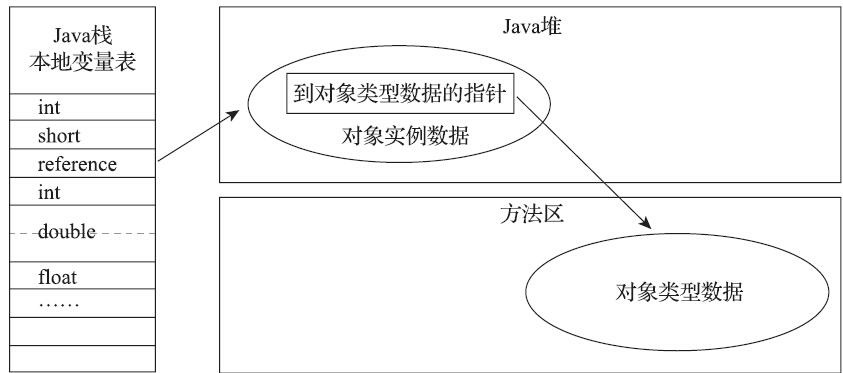 Java栈
本地变量表
int
short
reference
int
double
float
……
Java堆
到对象类型数据的指针
对象实例数据
方法区
对象类型数据